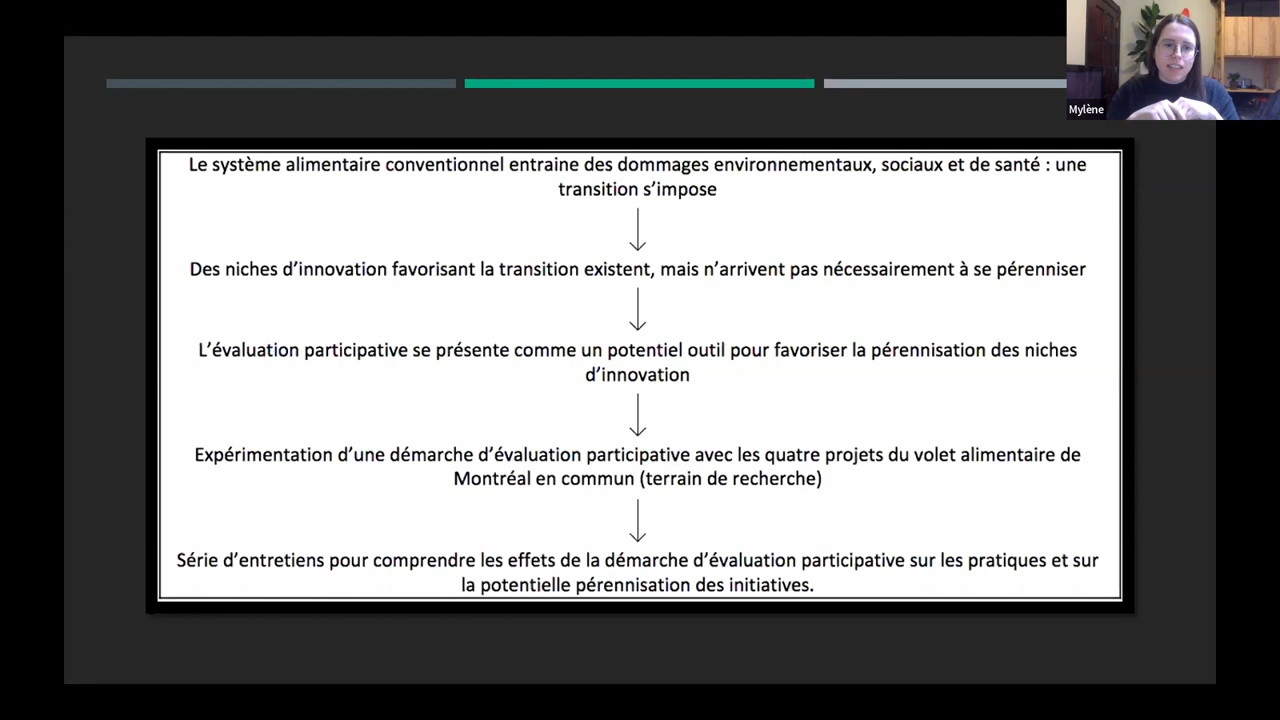 Mylène
Le système alimentaire conventionnel entraine des dommages environnementaux, sociaux et de santé : une
transition s’impose
Des niches d’innovation favorisant la transition existent, mais n’arrivent pas nécessairement à se pérenniser
L’évaluation participative se présente comme un potentiel outil pour favoriser la pérennisation des niches
d’innovation
Expérimentation d’une démarche d’évaluation participative avec les quatre projets du volet alimentaire de
Montréal en commun (terrain de recherche)
Série d’entretiens pour comprendre les effets de la démarche d’évaluation participative sur les pratiques et sur
la potentielle pérennisation des initiatives.